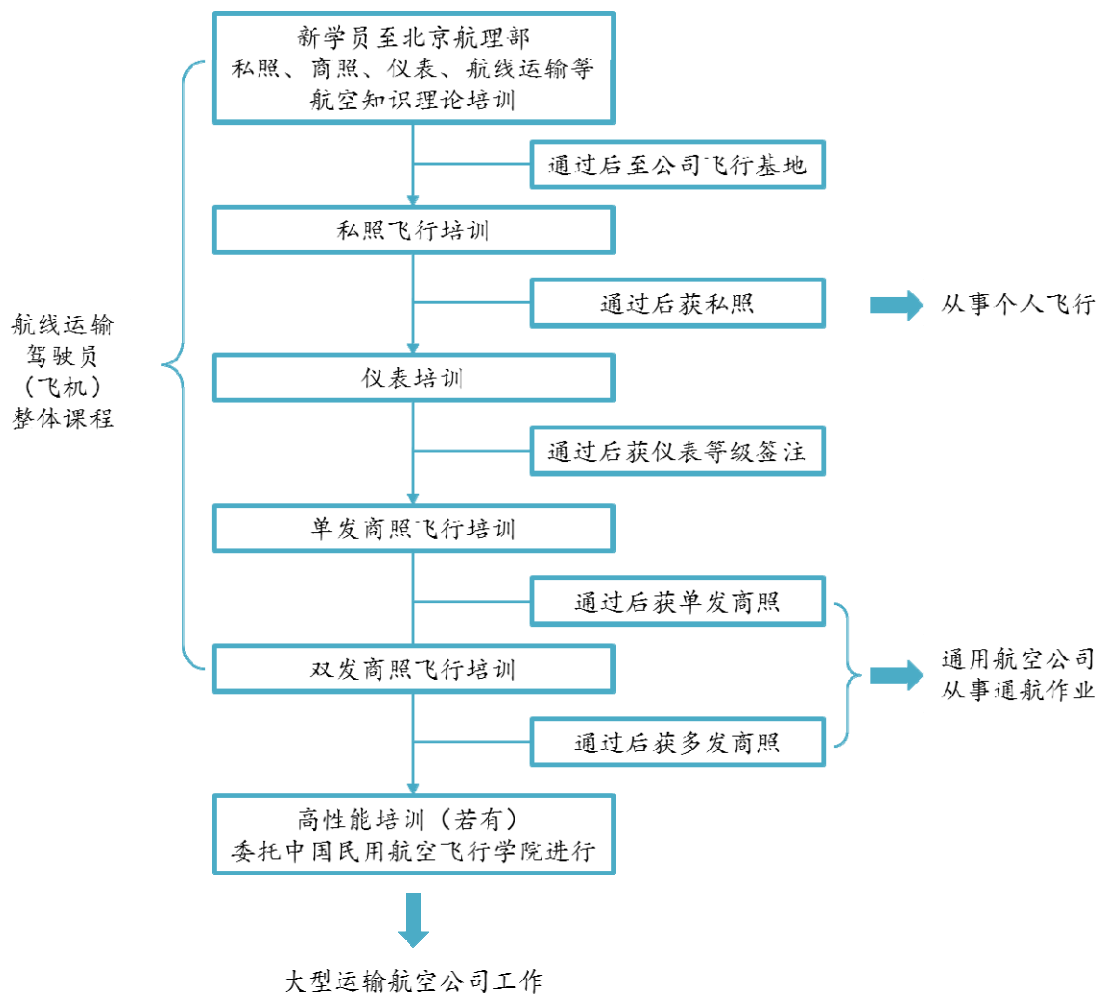 新学员至北京航理部
私照、商照、仪表、航线运输等
航空知识理论培训
通过后至公司飞行基地
私照飞行培训
通过后获私照
从事个人飞行
航线运输
驾驶员
（飞机）
整体课程
仪表培训
通过后获仪表等级签注
单发商照飞行培训
通过后获单发商照
双发商照飞行培训
通用航空公司
从事通航作业
通过后获多发商照
高性能培训（若有）
委托中国民用航空飞行学院进行
大型运输航空公司工作